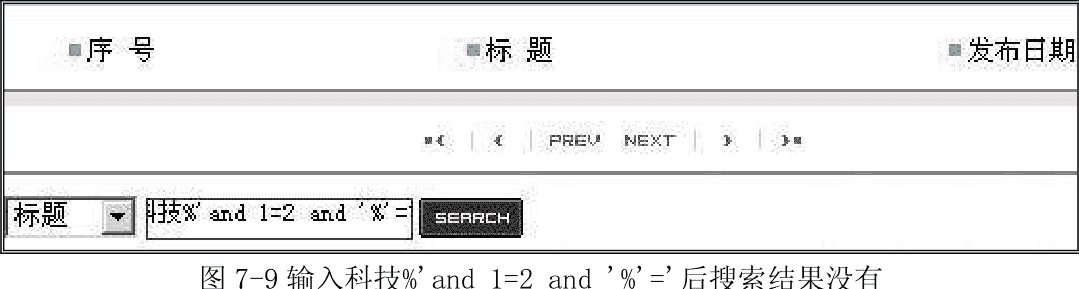 序 号 标 题 发布日期
PREV NEXT
标题 科技%' and 1=2 and '%'=' SEARCH
图 7-9 输入科技%'and 1=2 and '%'='后搜索结果没有